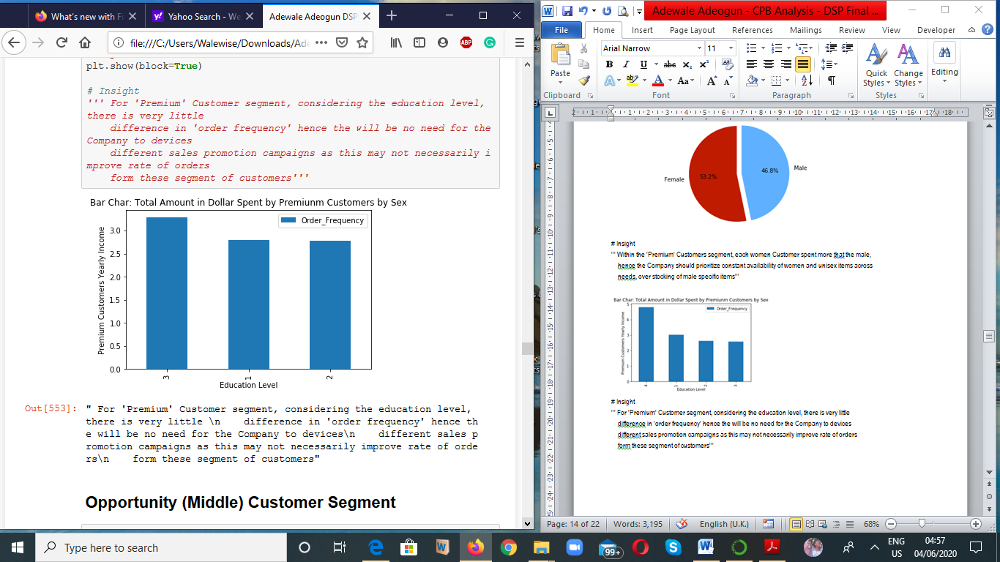 What's new with Fi
Yahoo Search - We
Adewale Adeogun DSP
file:///C:/Users/Walewise/Downloads/Ade
plt.show(block=True)
# Insight
''' For 'Premium' Customer segment, considering the education level,
there is very little
difference in 'order frequency' hence the will be no need for the
Company to devices
different sales promotion campaigns as this may not necessarily i
mprove rate of orders
form these segment of customers'''
Bar Char: Total Amount in Dollar Spent by Premiunm Customers by Sex
Order_Frequency
Premium Customers Yearly Income
3.0
2.5
2.0
1.5
1.0
0.5
0.0
3 1 2
Education Level
Out[553]: " For 'Premium' Customer segment, considering the education level,
there is very little \n    difference in 'order frequency' hence th
e will be no need for the Company to devices\n    different sales p
romotion campaigns as this may not necessarily improve rate of orde
rs\n    form these segment of customers"
Opportunity (Middle) Customer Segment
Adewale Adeogun - CPB Analysis - DSP Final ...
File Home Insert Page Layout References Mailings Review View Developer
Paste
Clipboard
Arial Narrow 11
Font
Paragraph
Quick Styles
Change Styles
Styles
Editing
Female
53.2%
46.8%
Male
# Insight
''' Within the 'Premium' Customers segment, each women Customer spent more that the male,
hence the Company should prioritize constant availability of women and unisex items across
needs, over stocking of male specific items'''
Bar Char: Total Amount in Dollar Spent by Premiunm Customers by Sex
Order_Frequency
Premium Customers Yearly Income
5
4
3
2
1
0
4 1 2 3
Education Level
# Insight
''' For 'Premium' Customer segment, considering the education level, there is very little
difference in 'order frequency' hence the will be no need for the Company to devices
different sales promotion campaigns as this may not necessarily improve rate of orders
form these segment of customers'''
Page: 14 of 22 Words: 3,195 English (U.K.) 68%
Type here to search
99+
ENG
US
04:57
04/06/2020